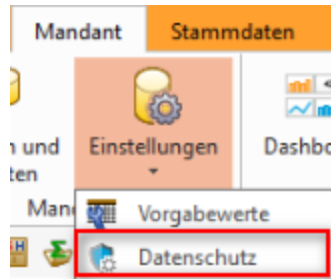 Mandant Stammdaten
und Einstellungen Dashbo
ten
Man
Vorgabewerte
Datenschutz